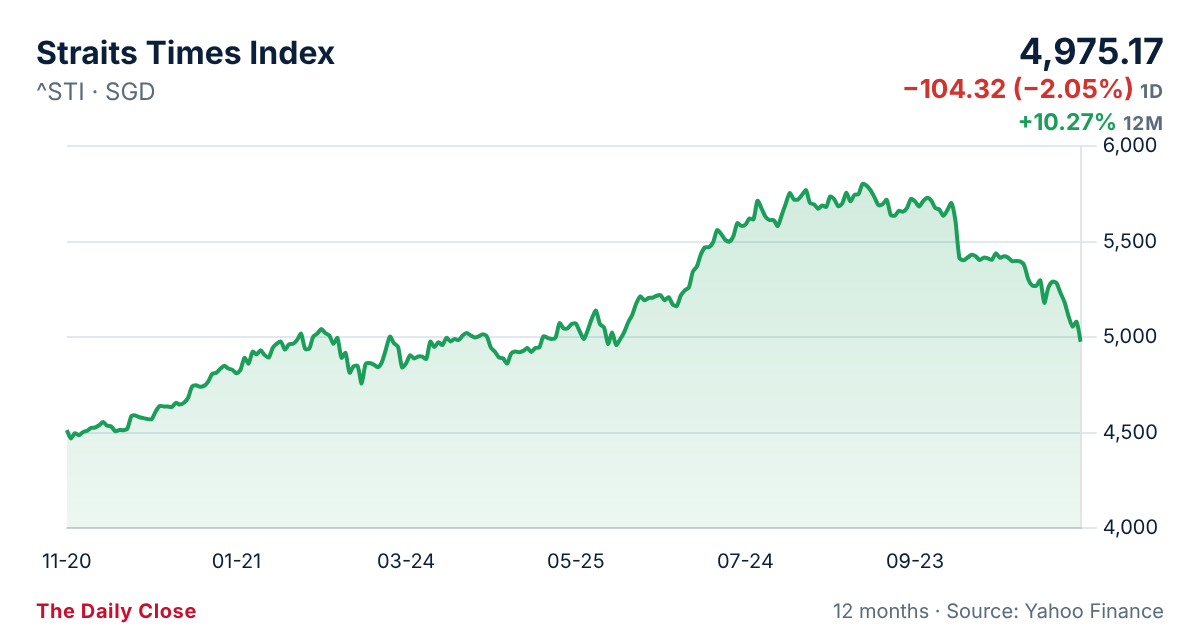 Straits Times Index
4,975.17
^STI · SGD
−104.32 (−2.05%) 1D
+10.27% 12M
6,000
5,500
5,000
4,500
4,000
11-20 01-21 03-24 05-25 07-24 09-23
The Daily Close
12 months · Source: Yahoo Finance